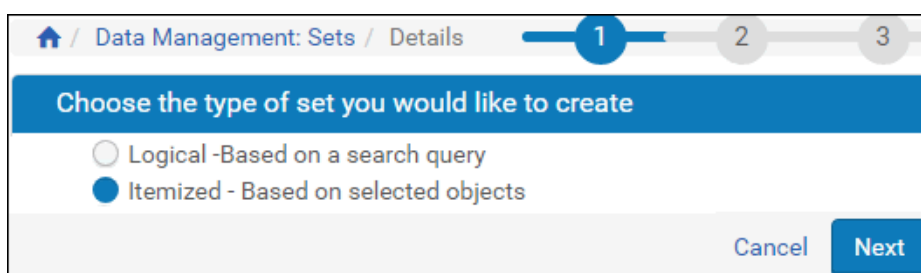 / Data Management: Sets / Details 1 2 3
Choose the type of set you would like to create
Logical -Based on a search query
Itemized - Based on selected objects
Cancel Next